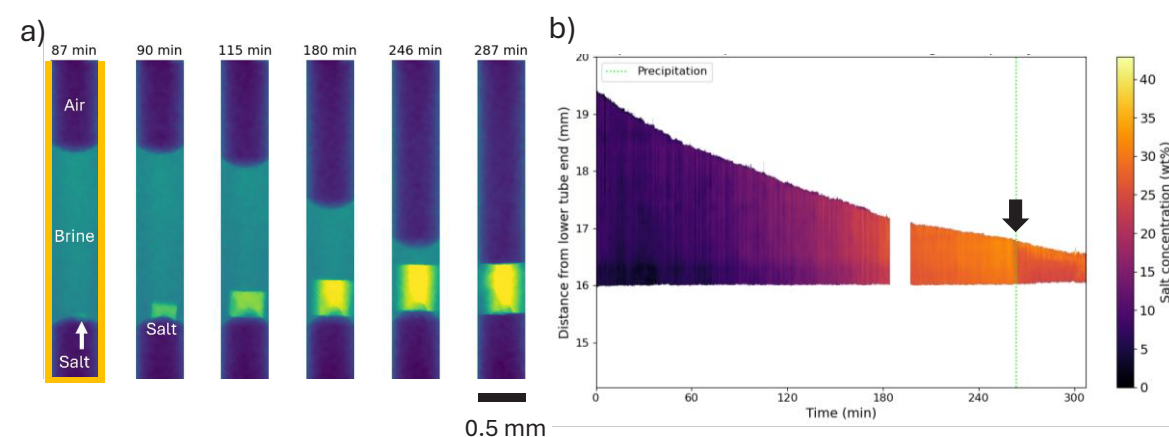 a)
87 min 90 min 115 min 180 min 246 min 287 min
Air
Brine
Salt
Salt
0.5 mm
b)
Precipitation
20
19
18
17
16
15
Distance from lower tube end (mm)
0 60 120 180 240 300
Time (min)
40
35
30
25
20
15
10
5
0
Salt concentration (wt%)